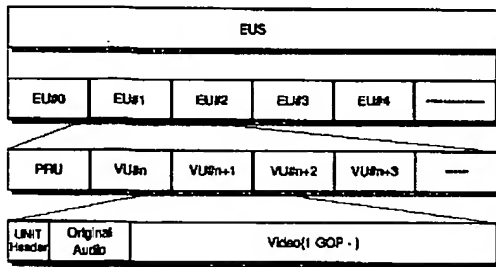 EUS
EU#0 EU#1 EU#2 EU#3 EU#4
PRU VU#n VU#n+1 VU#n+2 VU#n+3
UNIT Header Original Audio Video(1 GOP - )